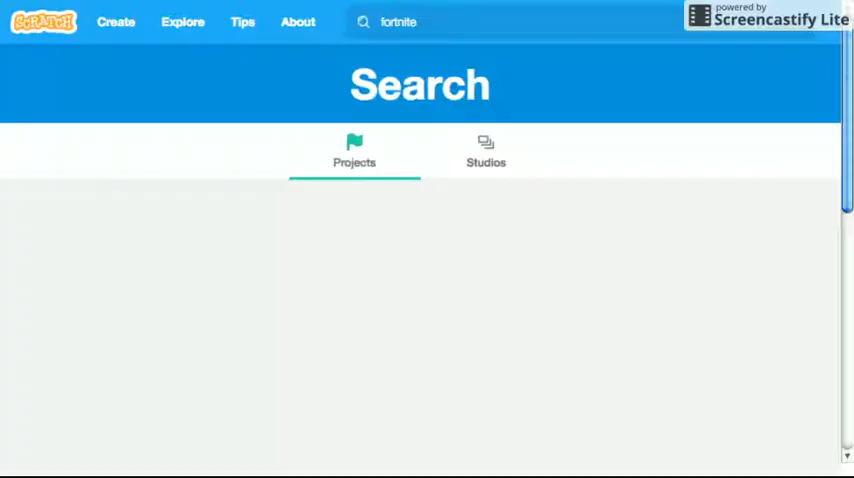 SCRATCH Create Explore Tips About fortnite
powered by
Screencastify Lite
Search
Projects Studios